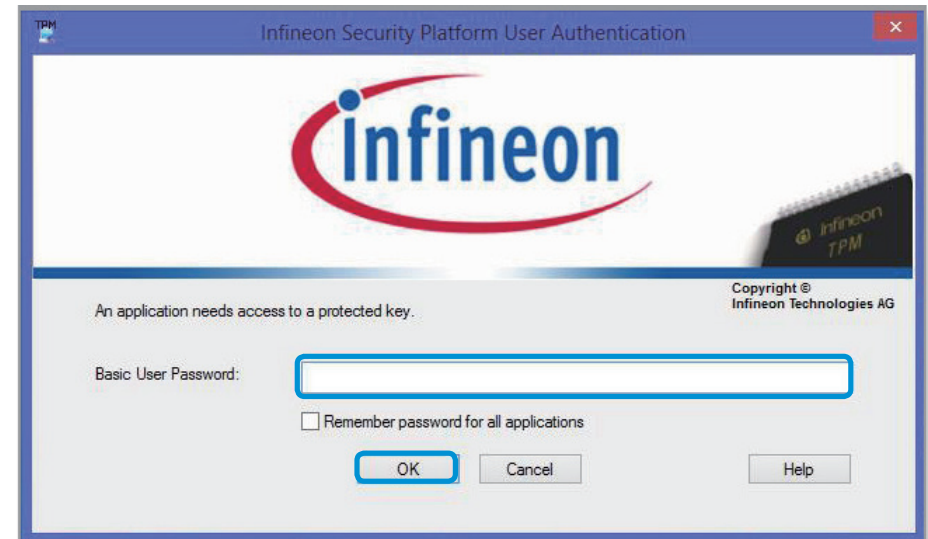 TPM
Infineon Security Platform User Authentication
infineon
infineon
TPM
Copyright ©
Infineon Technologies AG
An application needs access to a protected key.
Basic User Password:
Remember password for all applications
OK Cancel Help